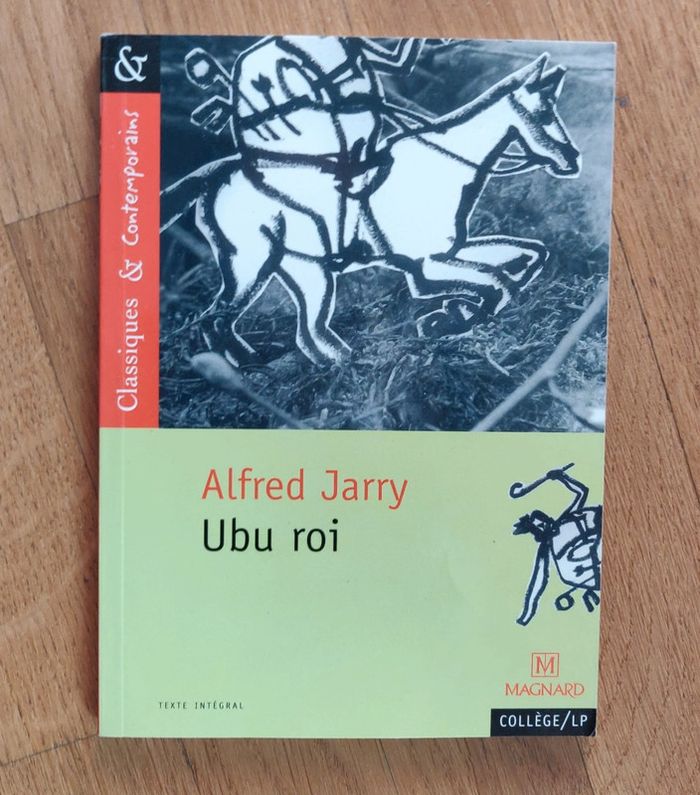 &
Classiques & Contemporains
Alfred Jarry
Ubu roi
M
MAGNARD
TEXTE INTÉGRAL
COLLÈGE/LP